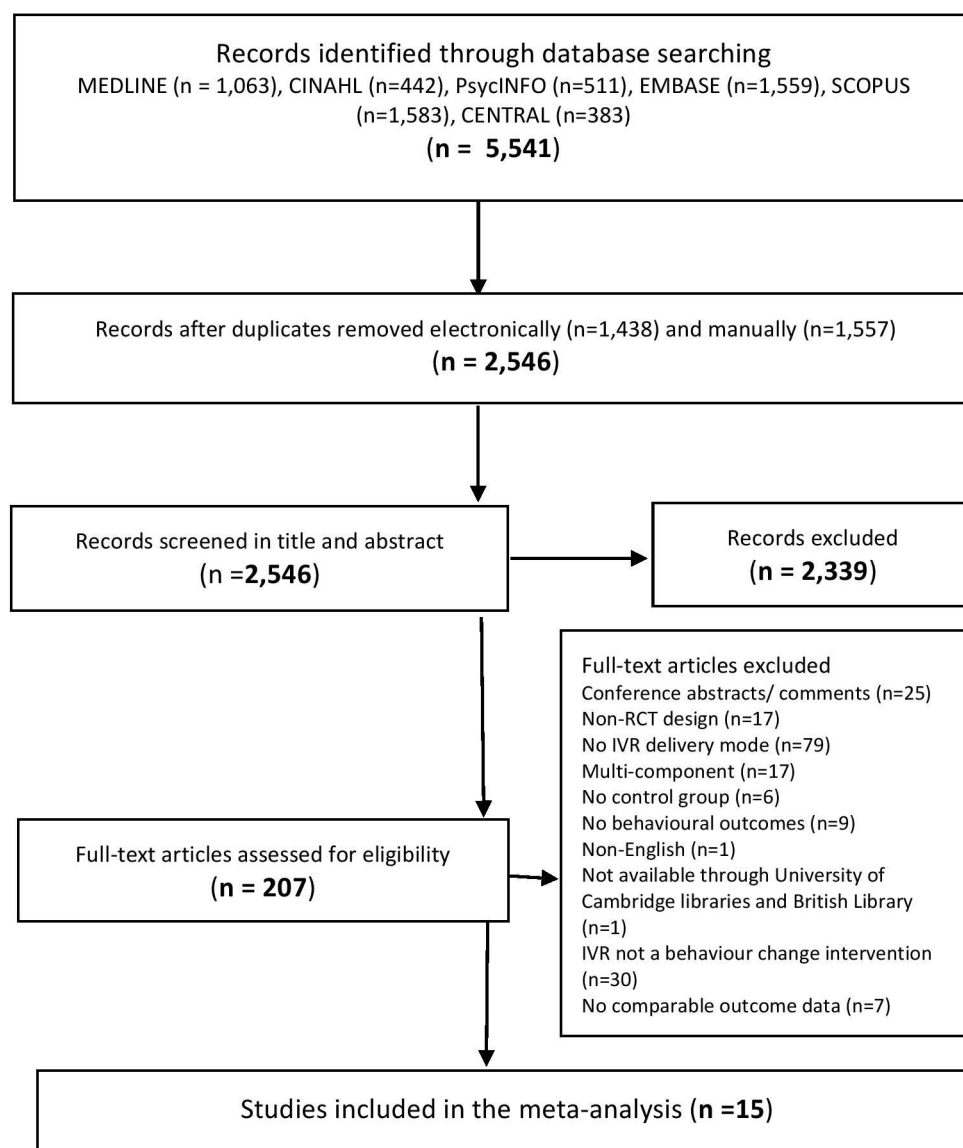 Records identified through database searching
MEDLINE (n = 1,063), CINAHL (n=442), PsycINFO (n=511), EMBASE (n=1,559), SCOPUS
(n=1,583), CENTRAL (n=383)
(n =  5,541)
Records after duplicates removed electronically (n=1,438) and manually (n=1,557)
(n = 2,546)
Records screened in title and abstract
(n =2,546)
Records excluded
(n = 2,339)
Full-text articles assessed for eligibility
(n = 207)
Full-text articles excluded
Conference abstracts/ comments (n=25)
Non-RCT design (n=17)
No IVR delivery mode (n=79)
Multi-component (n=17)
No control group (n=6)
No behavioural outcomes (n=9)
Non-English (n=1)
Not available through University of
Cambridge libraries and British Library
(n=1)
IVR not a behaviour change intervention
(n=30)
No comparable outcome data (n=7)
Studies included in the meta-analysis (n =15)